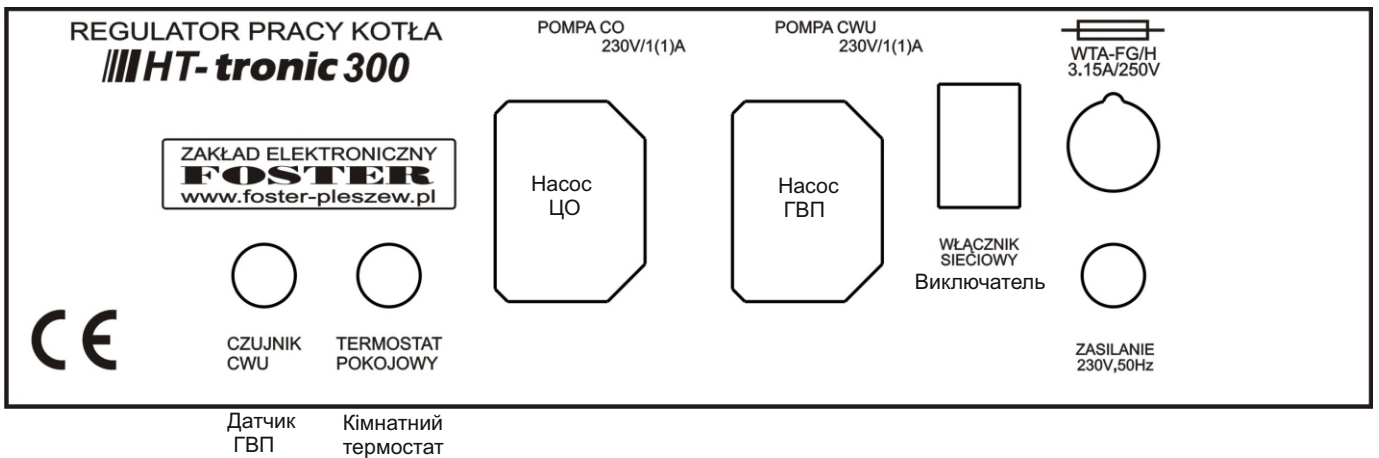 REGULATOR PRACY KOTŁA
HT-tronic 300
ZAKŁAD ELEKTRONICZNY
FOSTER
www.foster-pleszew.pl
POMPA CO
230V/1(1)A
Насос
ЦО
POMPA CWU
230V/1(1)A
Насос
ГВП
WŁĄCZNIK
SIECIOWY
Виключатель
WTA-FG/H
3.15A/250V
ZASILANIE
230V,50Hz
CE
CZUJNIK
CWU
TERMOSTAT
POKOJOWY
Датчик
ГВП
Кімнатний
термостат